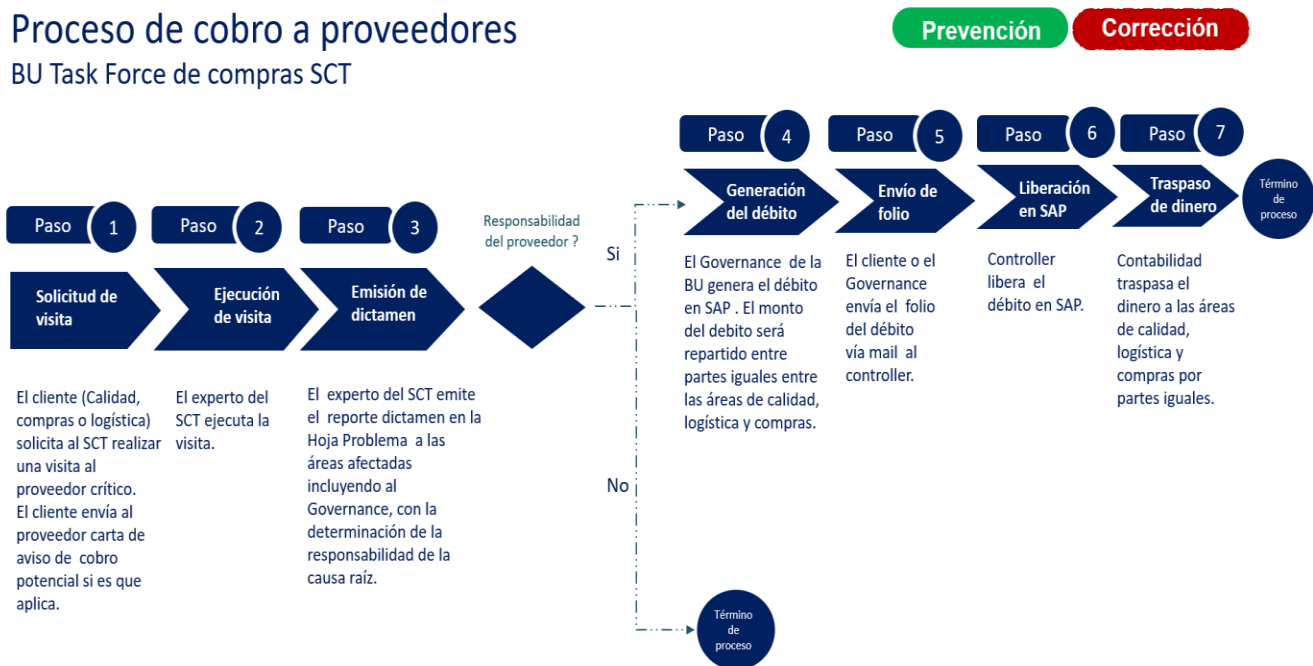 Proceso de cobro a proveedores
BU Task Force de compras SCT
Prevención
Corrección
Paso 1
Solicitud de
visita
El cliente (Calidad,
compras o logística)
solicita al SCT realizar
una visita al
proveedor crítico.
El cliente envía al
proveedor carta de
aviso de cobro
potencial si es que
aplica.
Paso 2
Ejecución
de visita
El experto del
SCT ejecuta la
visita.
Paso 3
Emisión de
dictamen
El experto del SCT emite
el reporte dictamen en la
Hoja Problema a las
áreas afectadas
incluyendo al
Governance, con la
determinación de la
responsabilidad de la
causa raíz.
Responsabilidad
del proveedor ?
Si
No
Paso 4
Generación
del débito
El Governance de la
BU genera el débito
en SAP . El monto
del debito será
repartido entre
partes iguales entre
las áreas de calidad,
logística y compras.
Paso 5
Envío de
folio
El cliente o el
Governance
envía el folio
del débito
vía mail al
controller.
Paso 6
Liberación
en SAP
Controller
libera el
débito en SAP.
Paso 7
Traspaso
de dinero
Contabilidad
traspasa el
dinero a las áreas
de calidad,
logística y
compras por
partes iguales.
Término
de
proceso
Término
de
proceso